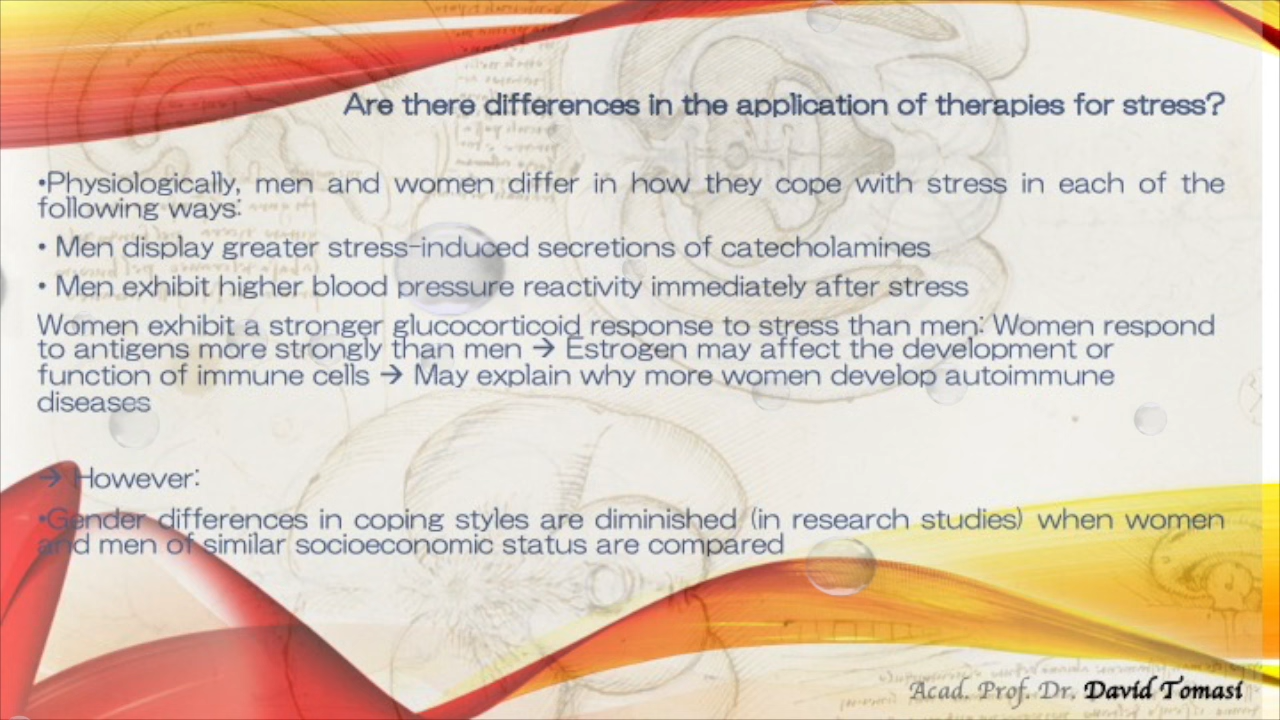 Are there differences in the application of therapies for stress?
•Physiologically, men and women differ in how they cope with stress in each of the
following ways:
• Men display greater stress-induced secretions of catecholamines
• Men exhibit higher blood pressure reactivity immediately after stress
Women exhibit a stronger glucocorticoid response to stress than men: Women respond
to antigens more strongly than men → Estrogen may affect the development or
function of immune cells → May explain why more women develop autoimmune
diseases
→ However:
•Gender differences in coping styles are diminished (in research studies) when women
and men of similar socioeconomic status are compared
Acad. Prof. Dr. David Tomasi